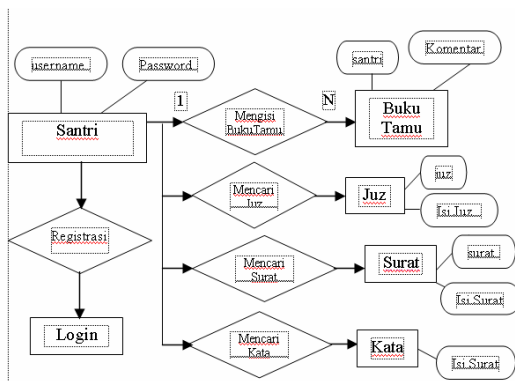 username
Password
santri
Komentar
1
N
Santri
Mengisi
BukuTamu
Buku
Tamu
Mencari
Juz
Juz
juz
Isi Juz
Registrasi
Mencari
Surat
Surat
surat
Isi Surat
Login
Mencari
Kata
Kata
Isi Surat